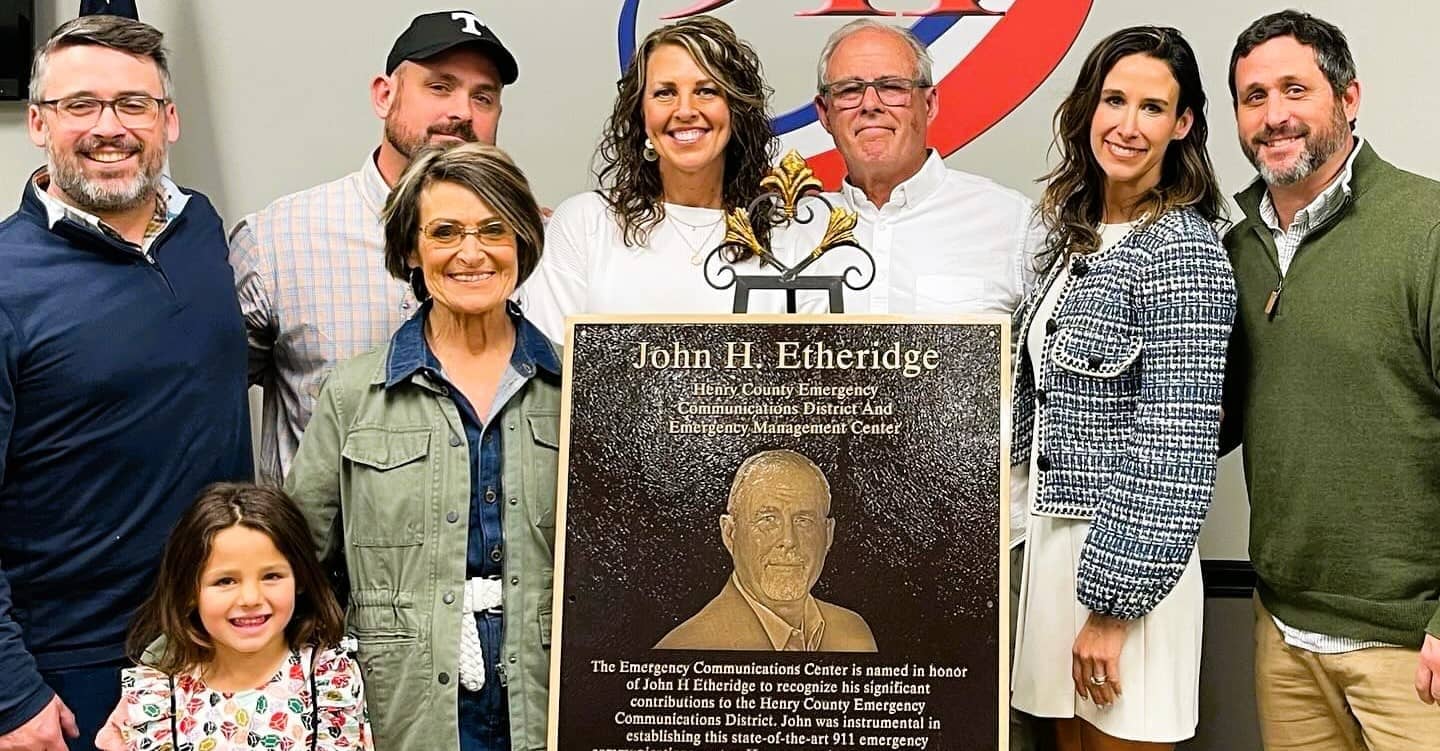 T
John H. Etheridge
Henry County Emergency
Communications District And
Emergency Management Center
The Emergency Communications Center is named in honor
of John H Etheridge to recognize his significant
contributions to the Henry County Emergency
Communications District. John was instrumental in
establishing this state-of-the-art 911 emergency